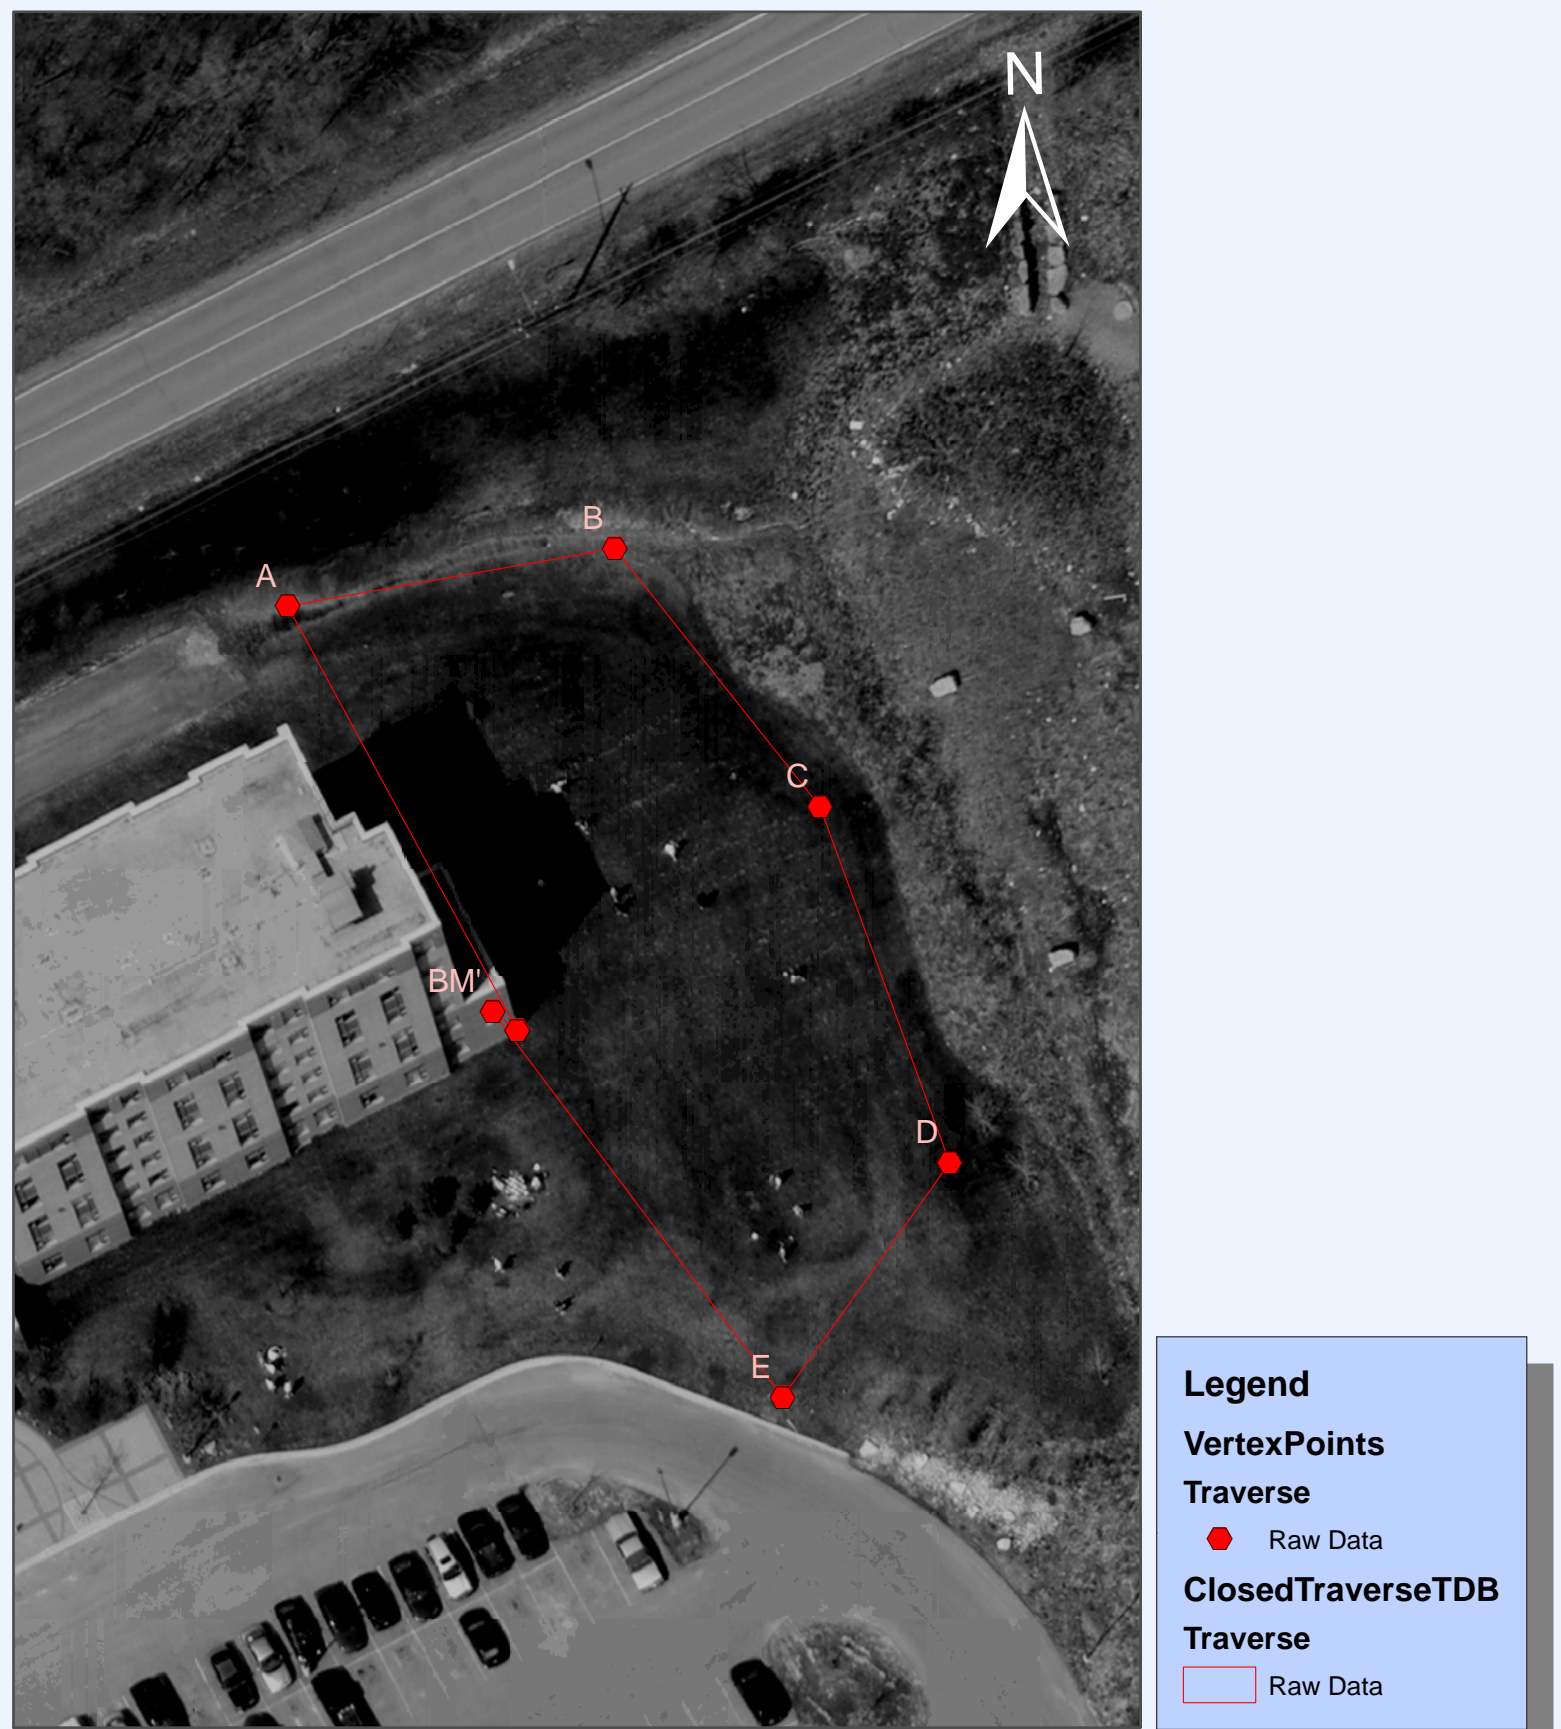 N
B
A
C
BM'
D
E
Legend
VertexPoints
Traverse
Raw Data
ClosedTraverseTDB
Traverse
Raw Data